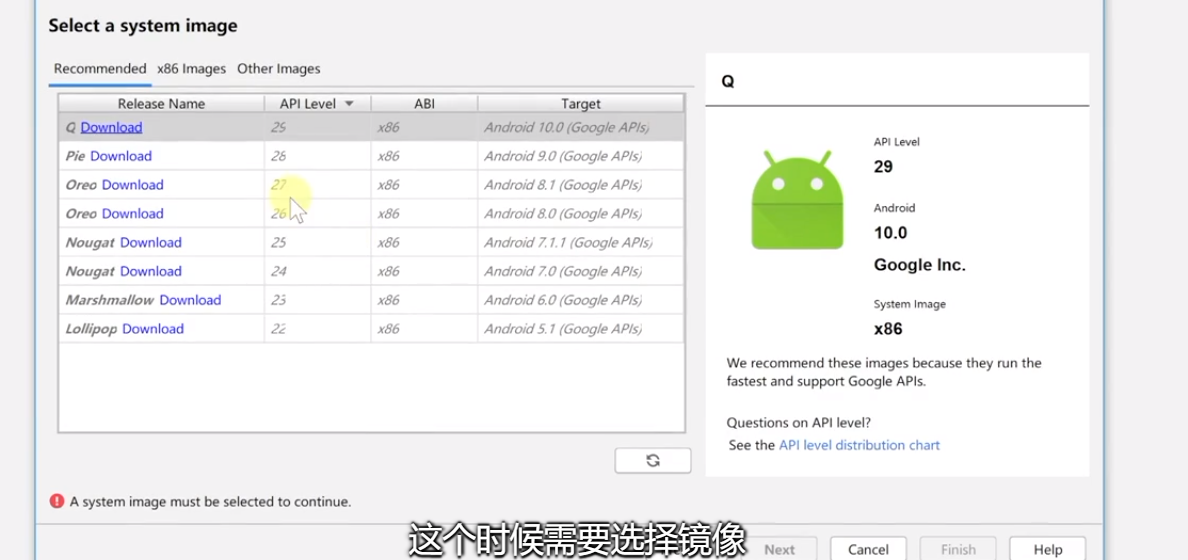 Select a system image
Recommended x86 Images Other Images
Release Name API Level ABI Target
Q Download 29 x86 Android 10.0 (Google APIs)
Pie Download 28 x86 Android 9.0 (Google APIs)
Oreo Download 27 x86 Android 8.1 (Google APIs)
Oreo Download 26 x86 Android 8.0 (Google APIs)
Nougat Download 25 x86 Android 7.1.1 (Google APIs)
Nougat Download 24 x86 Android 7.0 (Google APIs)
Marshmallow Download 23 x86 Android 6.0 (Google APIs)
Lollipop Download 22 x86 Android 5.1 (Google APIs)
Q
API Level
29
Android
10.0
Google Inc.
System Image
x86
We recommend these images because they run the
fastest and support Google APIs.
Questions on API level?
See the API level distribution chart
A system image must be selected to continue.
这个时候需要选择镜像
Next Cancel Finish Help